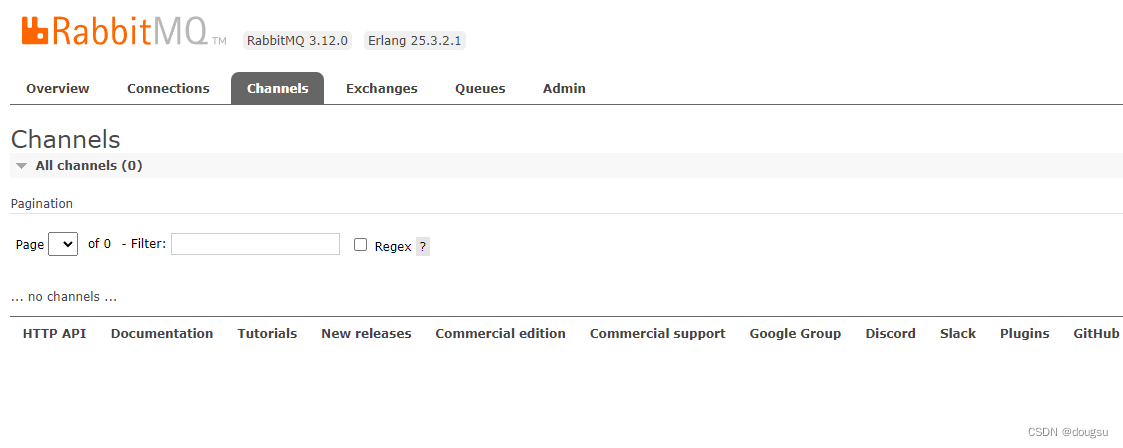 RabbitMQ TM RabbitMQ 3.12.0 Erlang 25.3.2.1
Overview Connections Channels Exchanges Queues Admin
Channels
All channels (0)
Pagination
Page of 0 - Filter: Regex ?
... no channels ...
HTTP API Documentation Tutorials New releases Commercial edition Commercial support Google Group Discord Slack Plugins GitHub
CSDN @dougsu